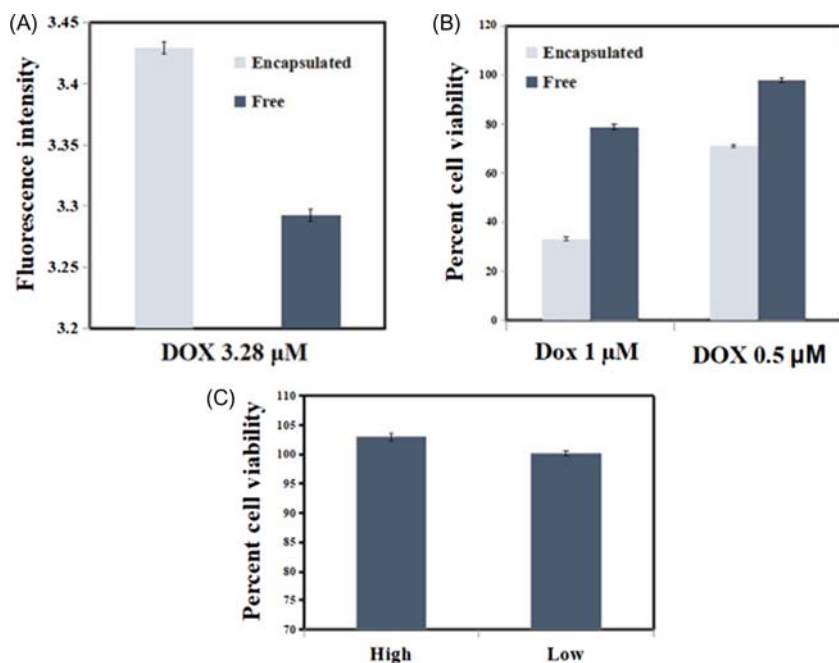 (A)
Fluorescence intensity
3.45
3.4
3.35
3.3
3.25
3.2
Encapsulated
Free
DOX 3.28 µM
(B)
Percent cell viability
120
100
80
60
40
20
0
Encapsulated
Free
Dox 1 µM
DOX 0.5 µM
(C)
Percent cell viability
110
105
100
95
90
85
80
75
70
High
Low